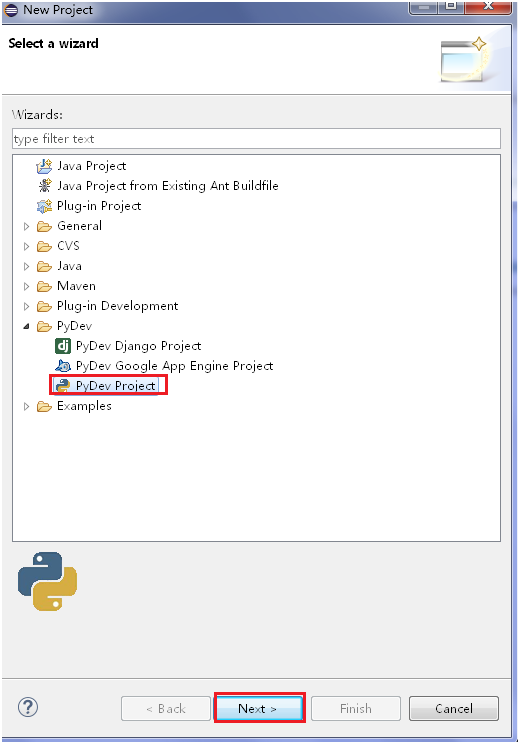 New Project
Select a wizard
Wizards:
type filter text
Java Project
Java Project from Existing Ant Buildfile
Plug-in Project
General
CVS
Java
Maven
Plug-in Development
PyDev
dj PyDev Django Project
PyDev Google App Engine Project
PyDev Project
Examples
?
< Back Next > Finish Cancel